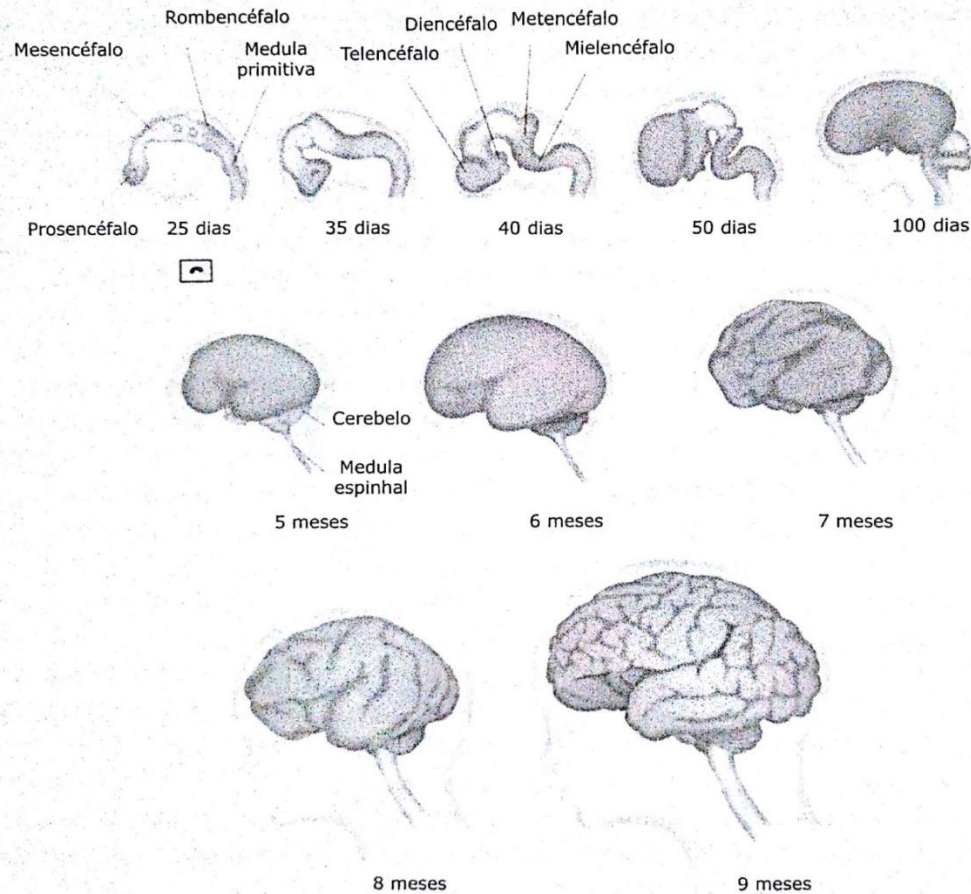 Rombencéfalo
Mesencéfalo
Medula
primitiva
Diencéfalo
Metencéfalo
Telencéfalo
Mielencéfalo
Prosencéfalo
25 dias
35 dias
40 dias
50 dias
100 dias
Cerebelo
Medula
espinhal
5 meses
6 meses
7 meses
8 meses
9 meses